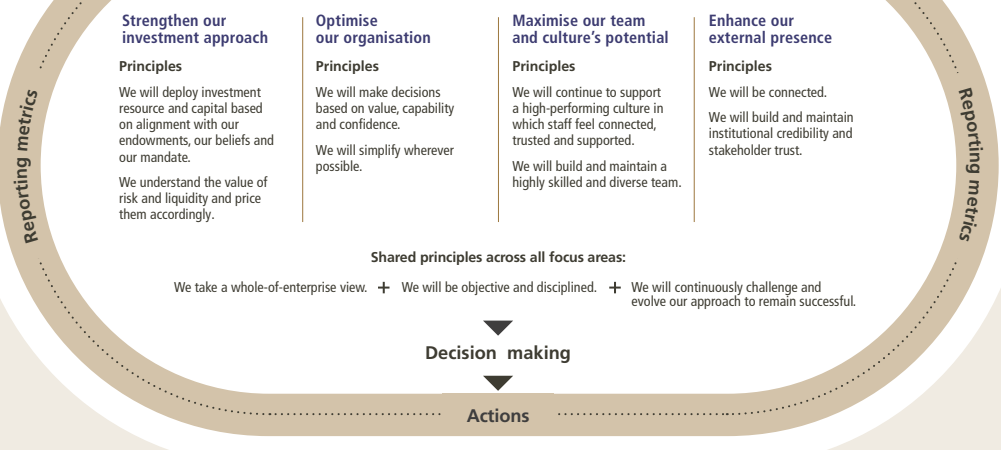 Strengthen our
investment approach
Principles
We will deploy investment
resource and capital based
on alignment with our
endowments, our beliefs and
our mandate.
We understand the value of
risk and liquidity and price
them accordingly.
Optimise
our organisation
Principles
We will make decisions
based on value, capability
and confidence.
We will simplify wherever
possible.
Maximise our team
and culture's potential
Principles
We will continue to support
a high-performing culture in
which staff feel connected,
trusted and supported.
We will build and maintain a
highly skilled and diverse team.
Enhance our
external presence
Principles
We will be connected.
We will build and maintain
institutional credibility and
stakeholder trust.
Reporting metrics
Reporting metrics
Shared principles across all focus areas:
We take a whole-of-enterprise view. + We will be objective and disciplined. + We will continuously challenge and
evolve our approach to remain successful.
Decision making
Actions